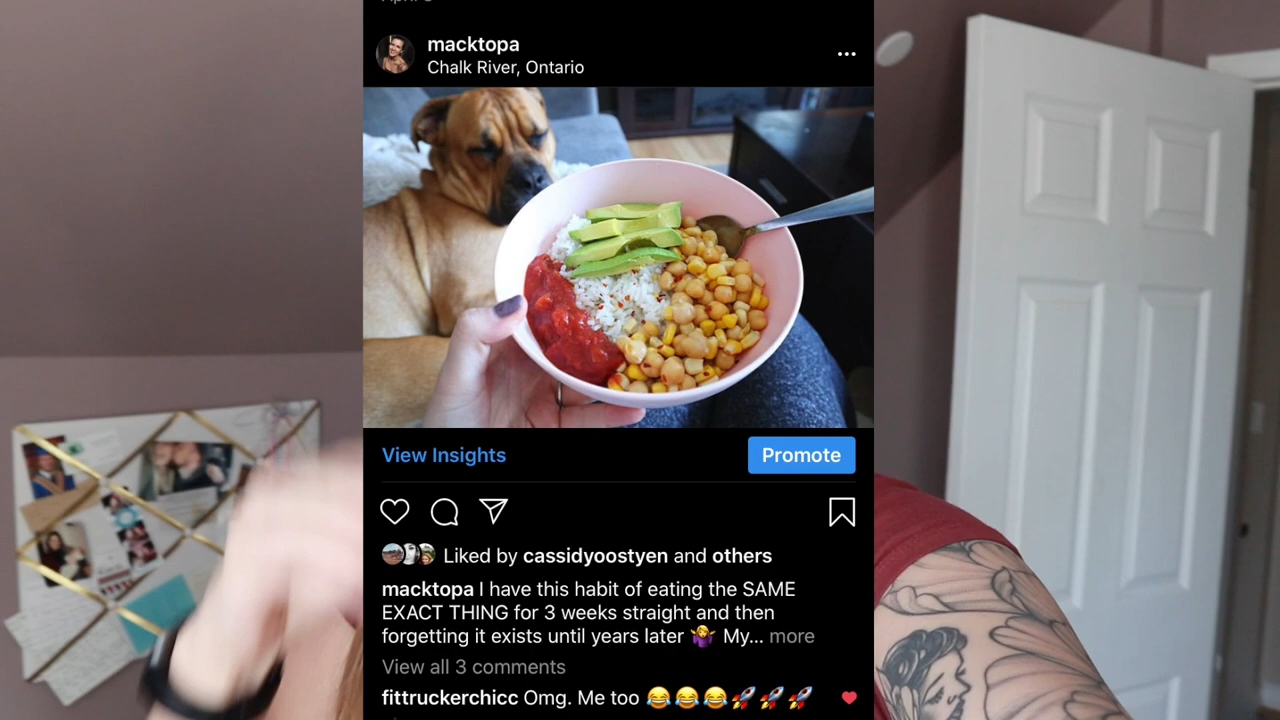 macktopa
Chalk River, Ontario
View Insights
Promote
Liked by cassidyoostyen and others
macktopa I have this habit of eating the SAME
EXACT THING for 3 weeks straight and then
forgetting it exists until years later 🤷‍♀️ My... more
View all 3 comments
fittruckerchicc Omg. Me too 😂😂😂🚀🚀🚀